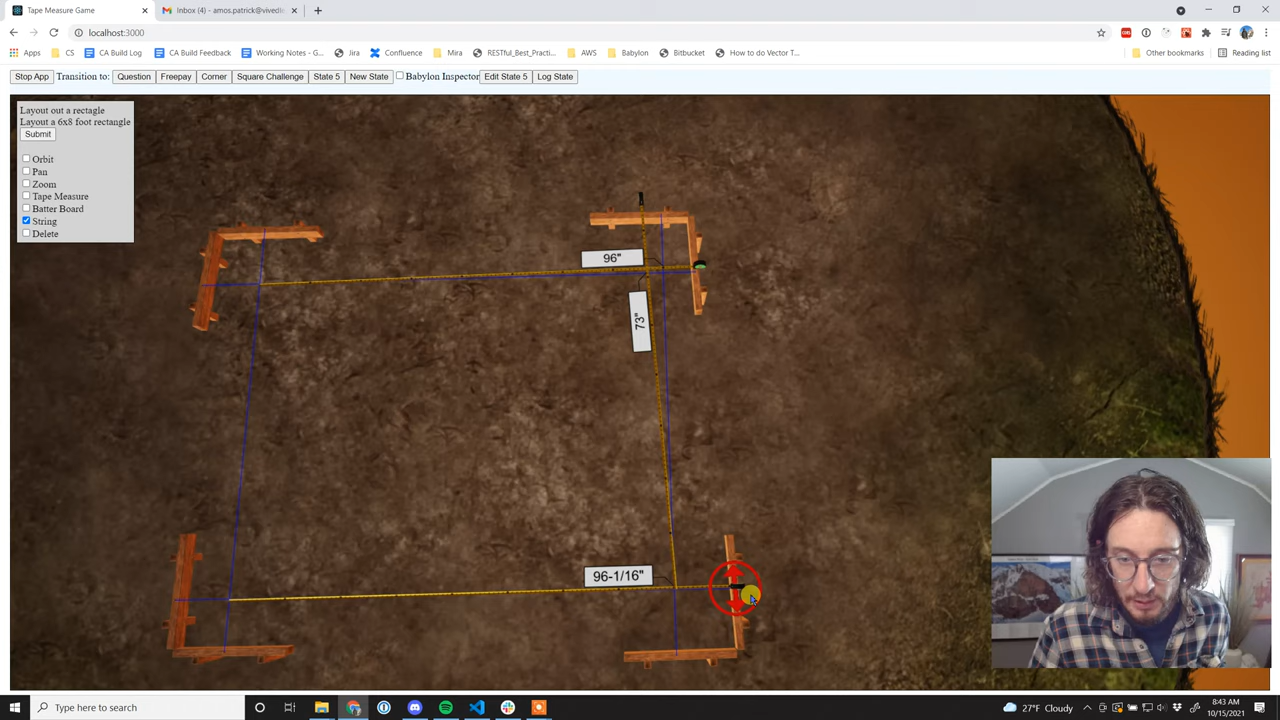 Tape Measure Game
Inbox (4) - amos.patrick@vivedle
localhost:3000
Apps
CS
CA Build Log
CA Build Feedback
Working Notes - G...
Jira
Confluence
Mira
RESTful_Best_Practi...
AWS
Babylon
Bitbucket
How to do Vector T...
Other bookmarks
Reading list
Stop App
Transition to:
Question
Freepay
Corner
Square Challenge
State 5
New State
Babylon Inspector
Edit State 5
Log State
Layout out a rectagle
Layout a 6x8 foot rectangle
Submit
Orbit
Pan
Zoom
Tape Measure
Batter Board
String
Delete
96"
73"
96-1/16"
Type here to search
27°F Cloudy
8:43 AM
10/15/2021